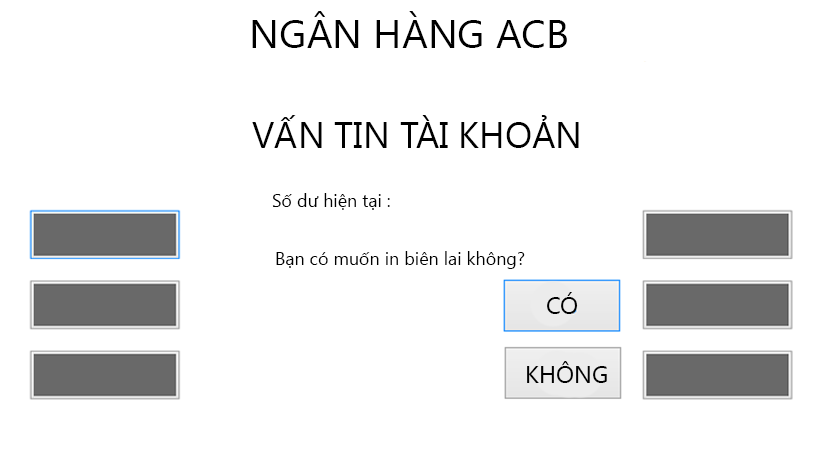 NGÂN HÀNG ACB
VẤN TIN TÀI KHOẢN
Số dư hiện tại :
Bạn có muốn in biên lai không?
CÓ
KHÔNG